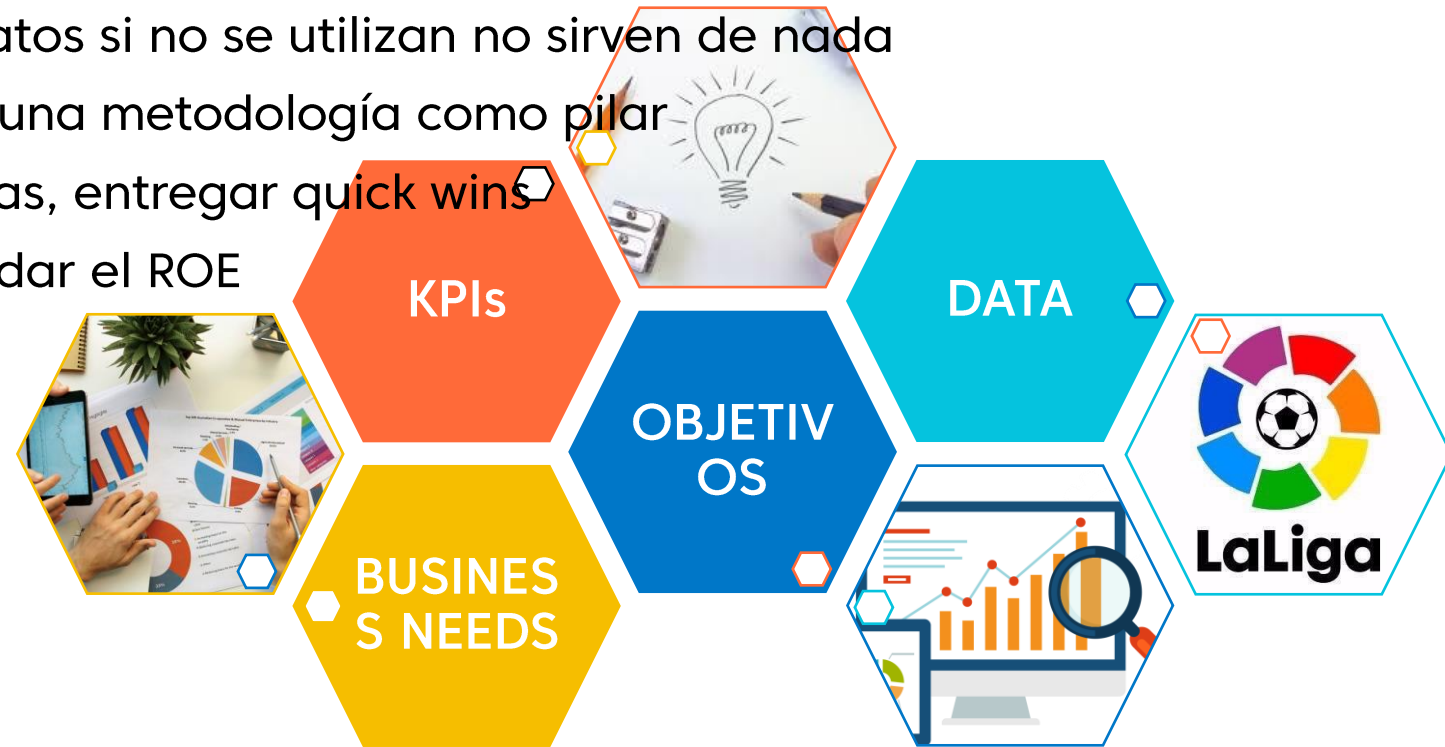 atos si no se utilizan no sirven de nada
una metodología como pilar
as, entregar quick wins
dar el ROE
KPIs
DATA
OBJETIV
OS
BUSINES
S NEEDS
LaLiga